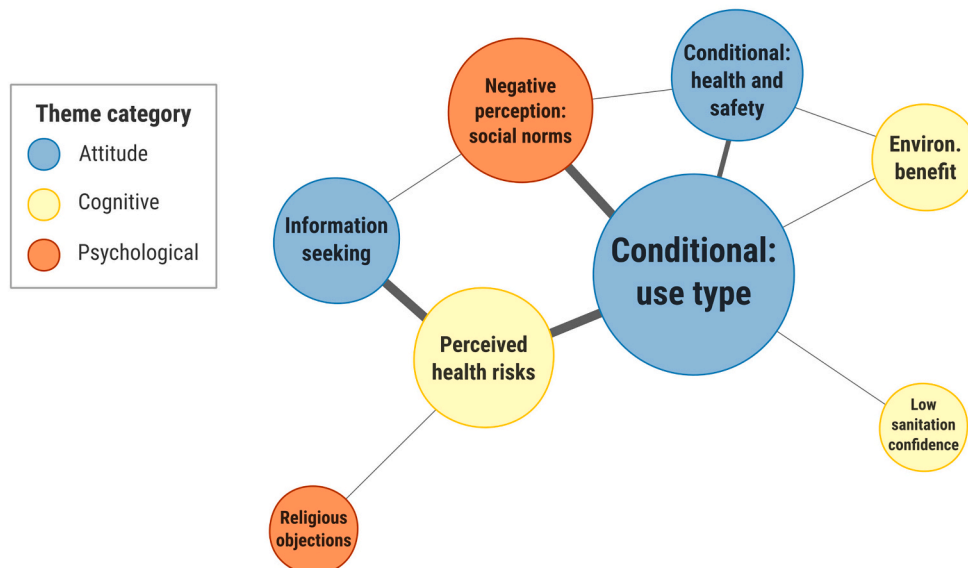 Theme category
Attitude
Cognitive
Psychological
Negative
perception:
social norms
Conditional:
health and
safety
Environ.
benefit
Information
seeking
Conditional:
use type
Perceived
health risks
Low
sanitation
confidence
Religious
objections